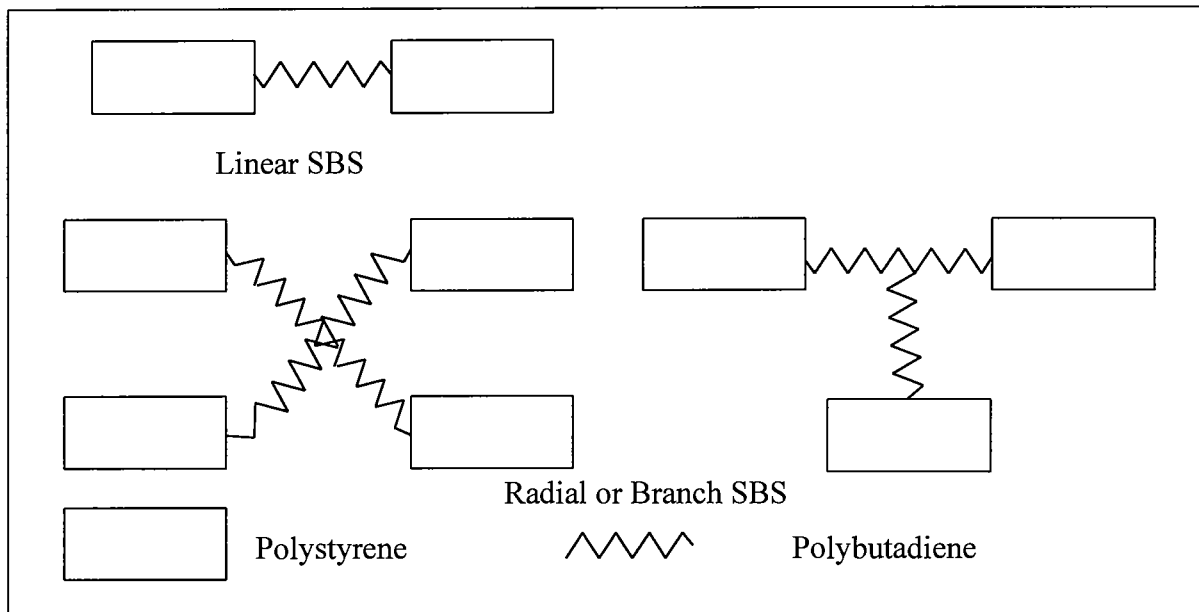 Linear SBS
Radial or Branch SBS
Polystyrene
Polybutadiene